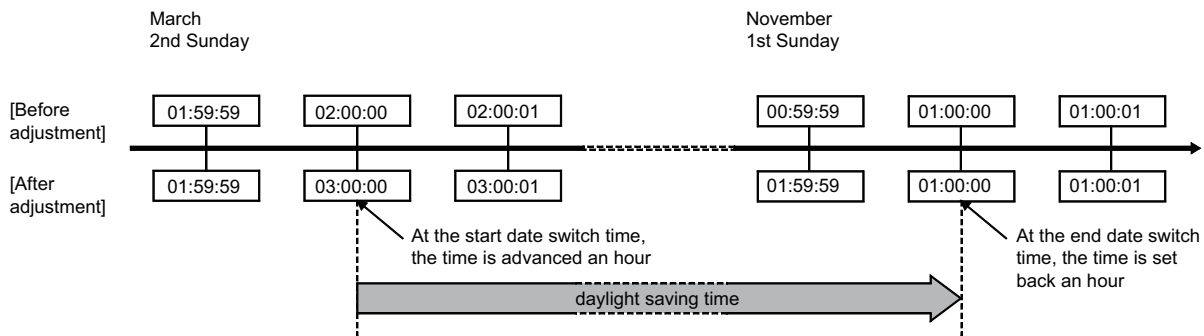 March
2nd Sunday
November
1st Sunday
[Before
adjustment]
01:59:59
02:00:00
02:00:01
00:59:59
01:00:00
01:00:01
[After
adjustment]
01:59:59
03:00:00
03:00:01
01:59:59
01:00:00
01:00:01
At the start date switch time,
the time is advanced an hour
At the end date switch
time, the time is set
back an hour
daylight saving time